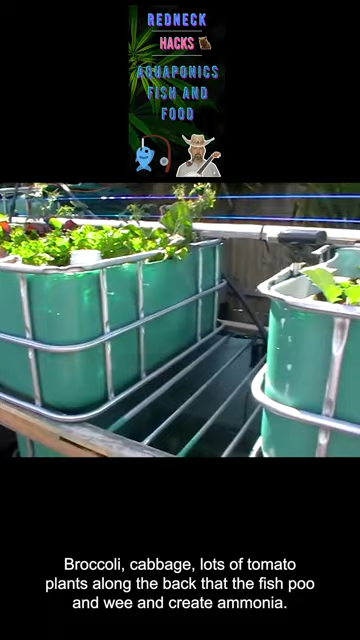 REDNECK
HACKS
AQUAPONICS
FISH AND
FOOD
Broccoli, cabbage, lots of tomato
plants along the back that the fish poo
and wee and create ammonia.